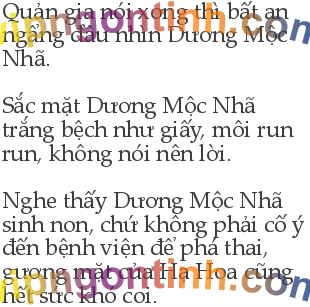 Quản gia nói xong thì bất an
ngẩng đầu nhìn Dương Mộc
Nhã.
Sắc mặt Dương Mộc Nhã
trắng bệch như giấy, môi run
run, không nói nên lời.
Nghe thấy Dương Mộc Nhã
sinh non, chứ không phải cố ý
đến bệnh viện để phá thai,
gương mặt của Hạ Hoa cũng
hết sức khó coi.